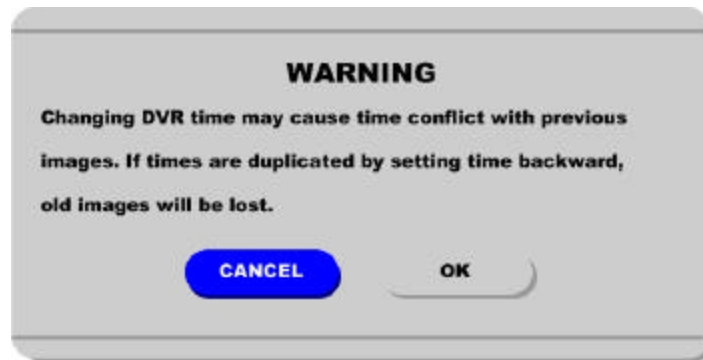 WARNING
Changing DVR time may cause time conflict with previous
images. If times are duplicated by setting time backward,
old images will be lost.
CANCEL OK